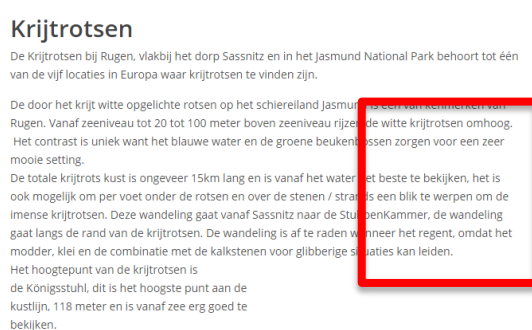 Krijtrotsen
De Krijtrotsen bij Rugen, vlakbij het dorp Sassnitz en in het Jasmund National Park behoort tot één
van de vijf locaties in Europa waar krijtrotsen te vinden zijn.
De door het krijt witte opgelichte rotsen op het schiereiland Jasmund is een van kenmerken van
Rugen. Vanaf zeeniveau tot 20 tot 100 meter boven zeeniveau rijzen de witte krijtrotsen omhoog.
Het contrast is uniek want het blauwe water en de groene beukenbossen zorgen voor een zeer
mooie setting.
De totale krijtrots kust is ongeveer 15km lang en is vanaf het water het beste te bekijken, het is
ook mogelijk om per voet onder de rotsen en over de stenen / strands een blik te werpen om de
imense krijtrotsen. Deze wandeling gaat vanaf Sassnitz naar de StubbenKammer, de wandeling
gaat langs de rand van de krijtrotsen. De wandeling is af te raden wanneer het regent, omdat het
modder, klei en de combinatie met de kalkstenen voor glibberige situaties kan leiden.
Het hoogtepunt van de krijtrotsen is
de Königsstuhl, dit is het hoogste punt aan de
kustlijn, 118 meter en is vanaf zee erg goed te
bekijken.